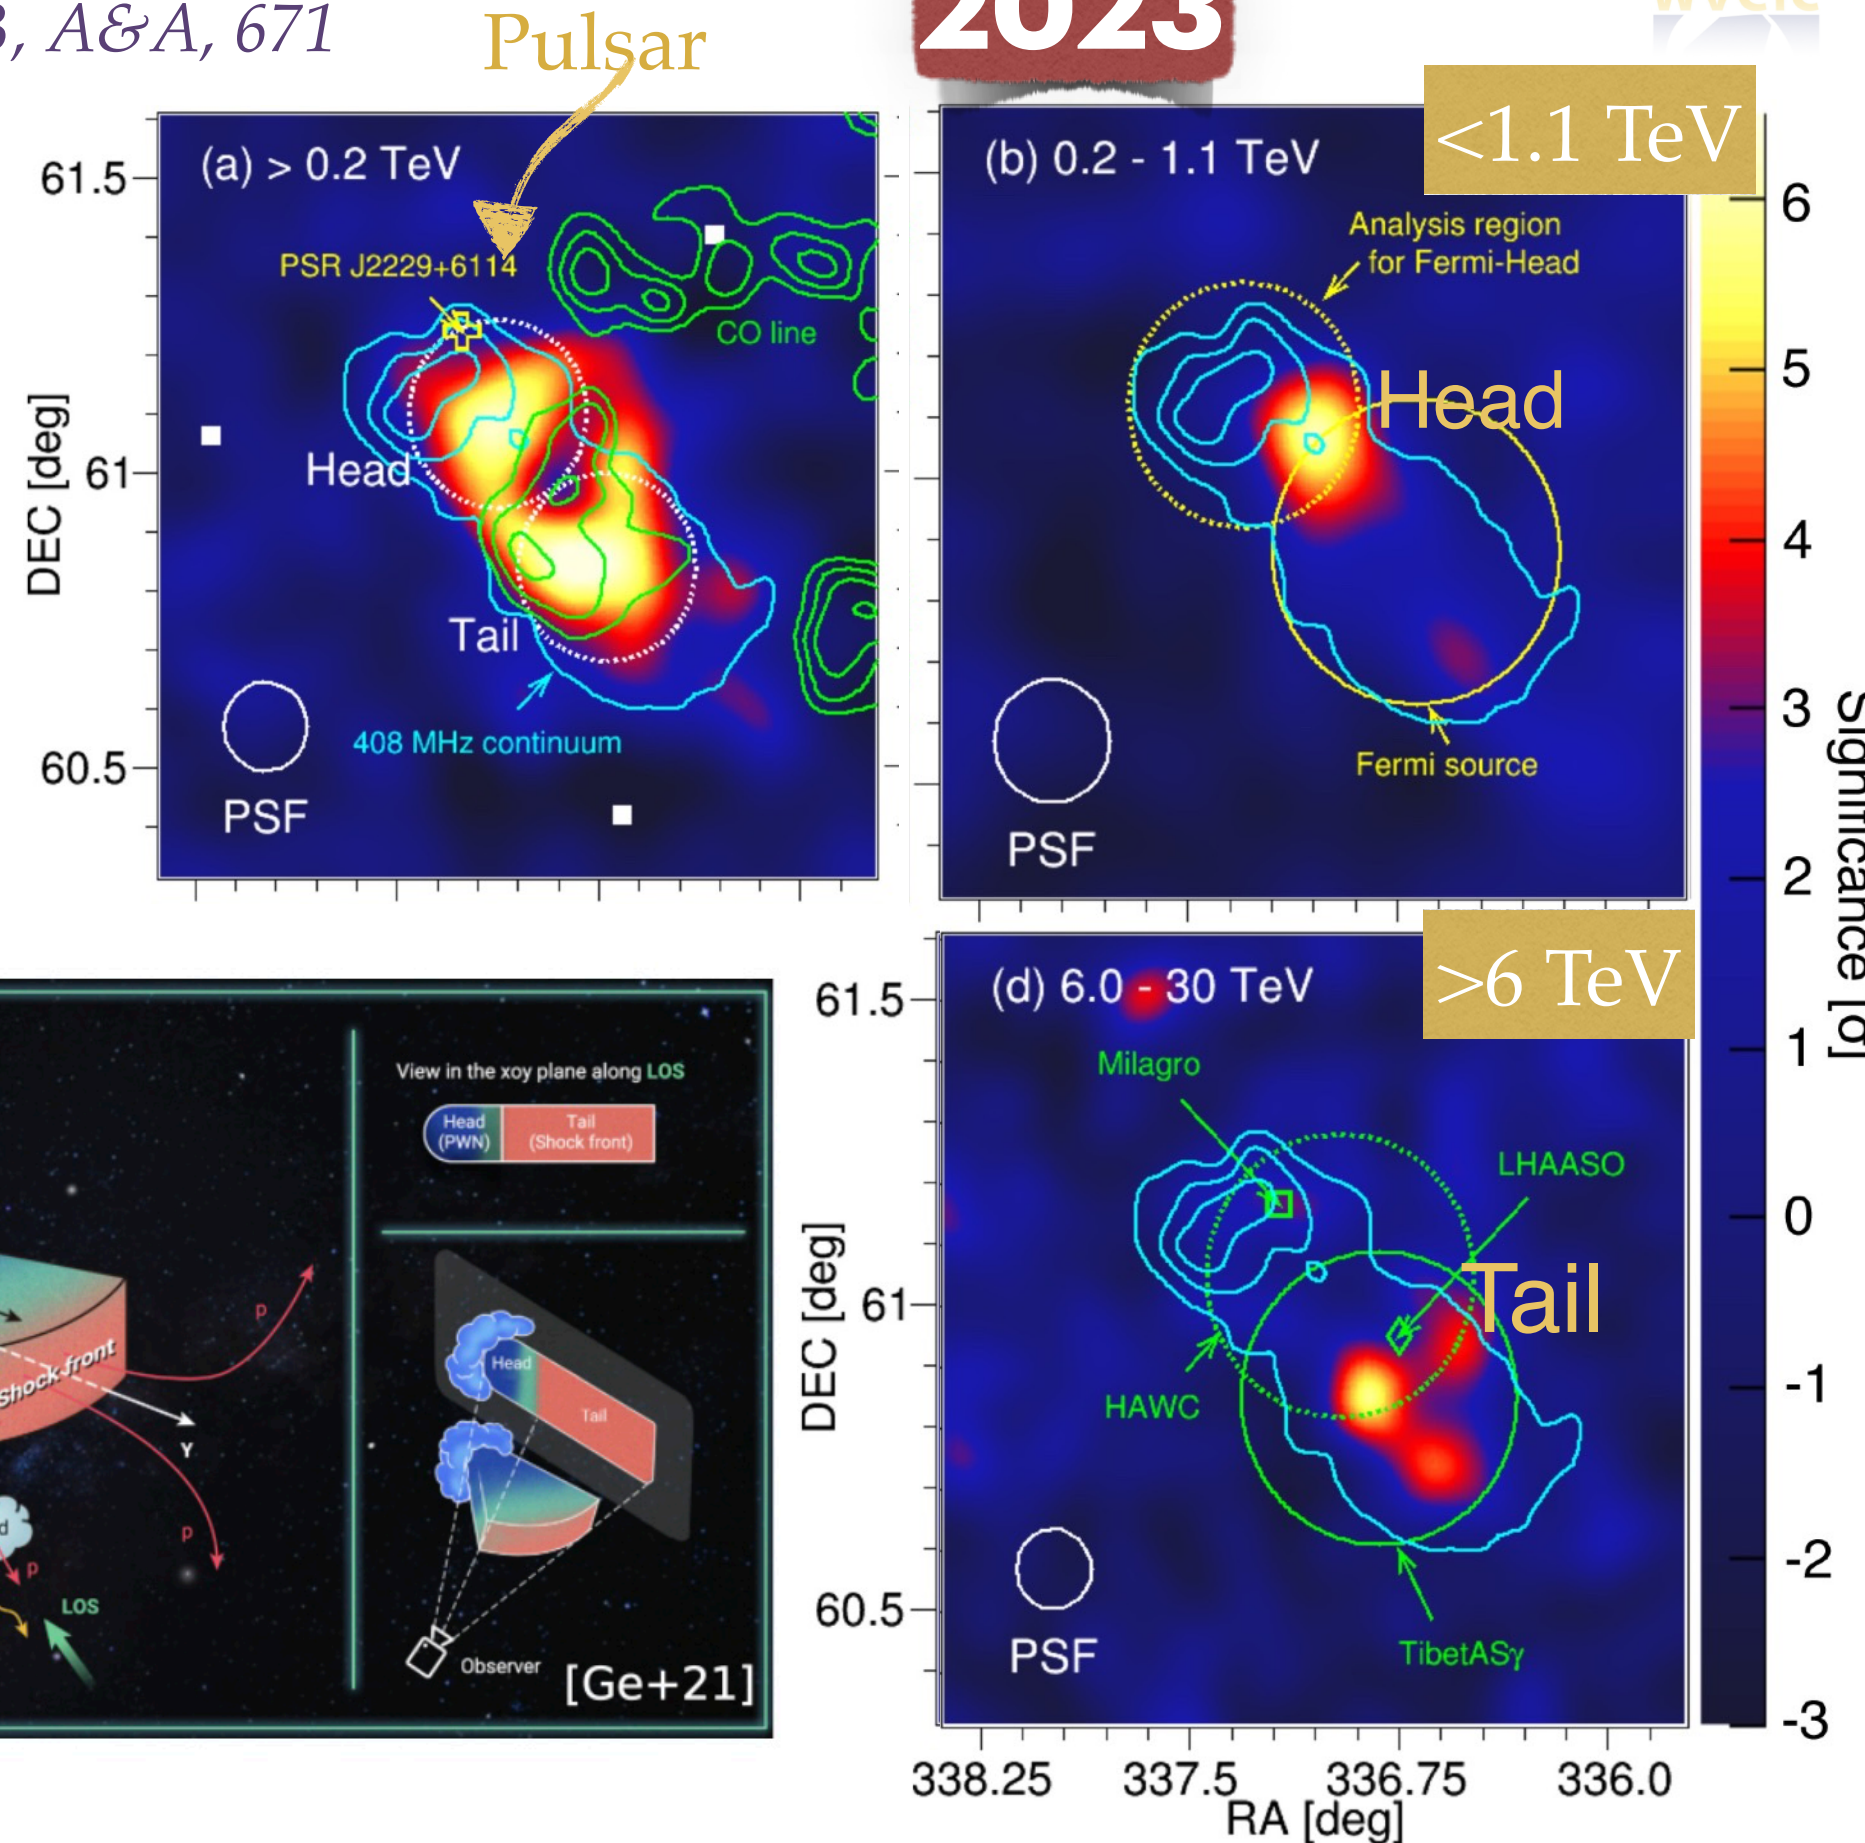 3, A&A, 671
Pulsar
2023
<1.1 TeV
(a) > 0.2 TeV
PSR J2229+6114
CO line
Head
Tail
408 MHz continuum
PSF
61.5
61
60.5
DEC [deg]
(b) 0.2 - 1.1 TeV
Analysis region
for Fermi-Head
Head
Fermi source
PSF
6
5
4
3
2
1
0
-1
-2
-3
Significance [σ]
>6 TeV
(d) 6.0 - 30 TeV
Milagro
LHAASO
Tail
HAWC
TibetASγ
PSF
61.5
61
60.5
DEC [deg]
338.25 337.5 336.75 336.0
RA [deg]
View in the xoy plane along LOS
Head
(PWN)
Tail
(Shock front)
Shock front
p
Y
p
p
LOS
Head
Tail
Observer
[Ge+21]